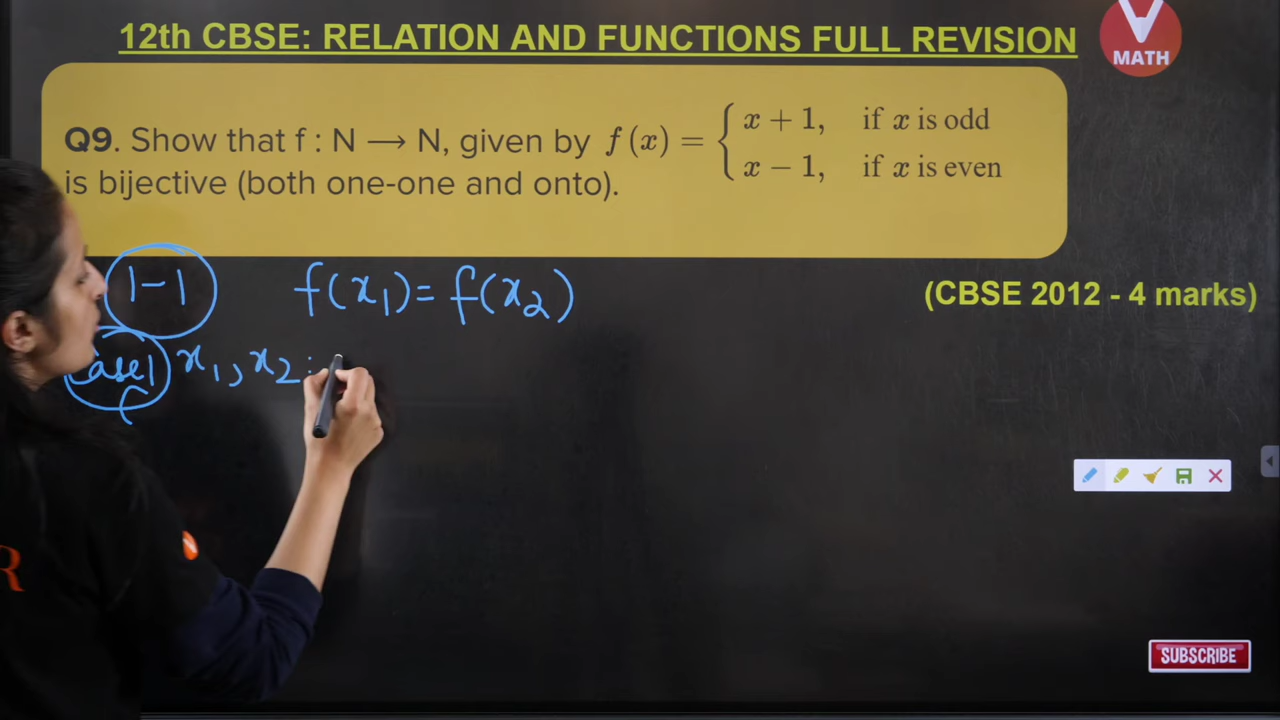 12th CBSE: RELATION AND FUNCTIONS FULL REVISION
MATH
Q9. Show that f : N → N, given by f(x) = { x + 1, if x is odd
x − 1, if x is even
is bijective (both one-one and onto).
1-1 f(x₁) = f(x₂)
(CBSE 2012 - 4 marks)
Case 1 x₁, x₂ :
SUBSCRIBE